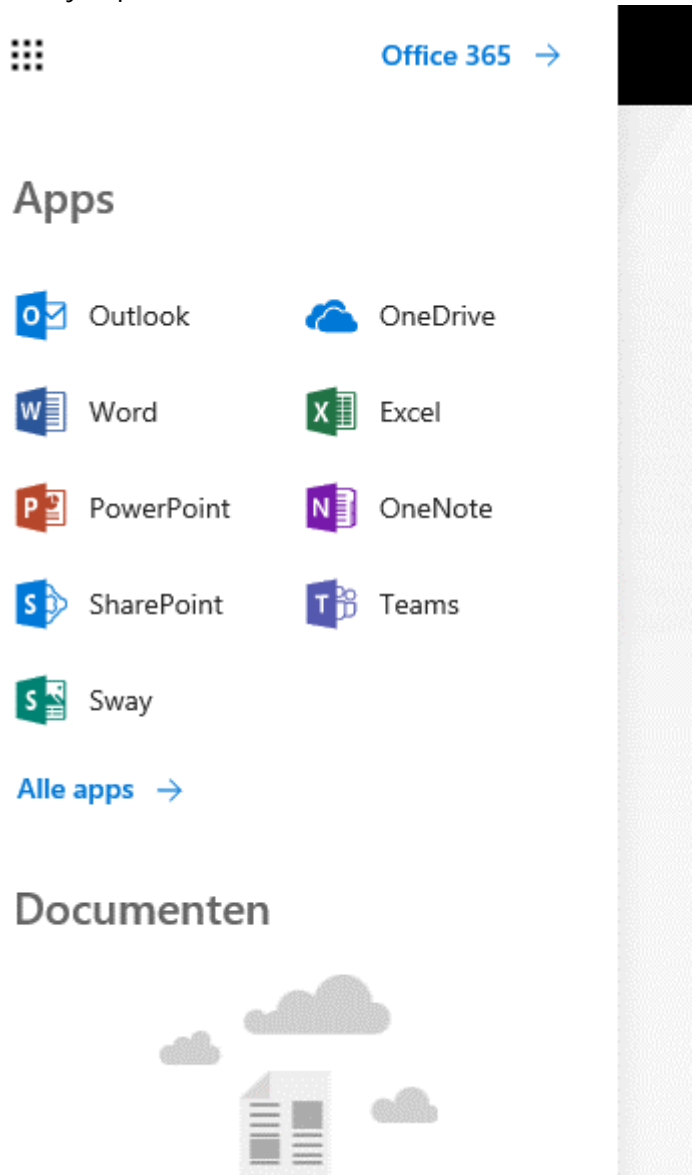 Office 365 →
Apps
Outlook OneDrive
Word Excel
PowerPoint OneNote
SharePoint Teams
Sway
Alle apps →
Documenten